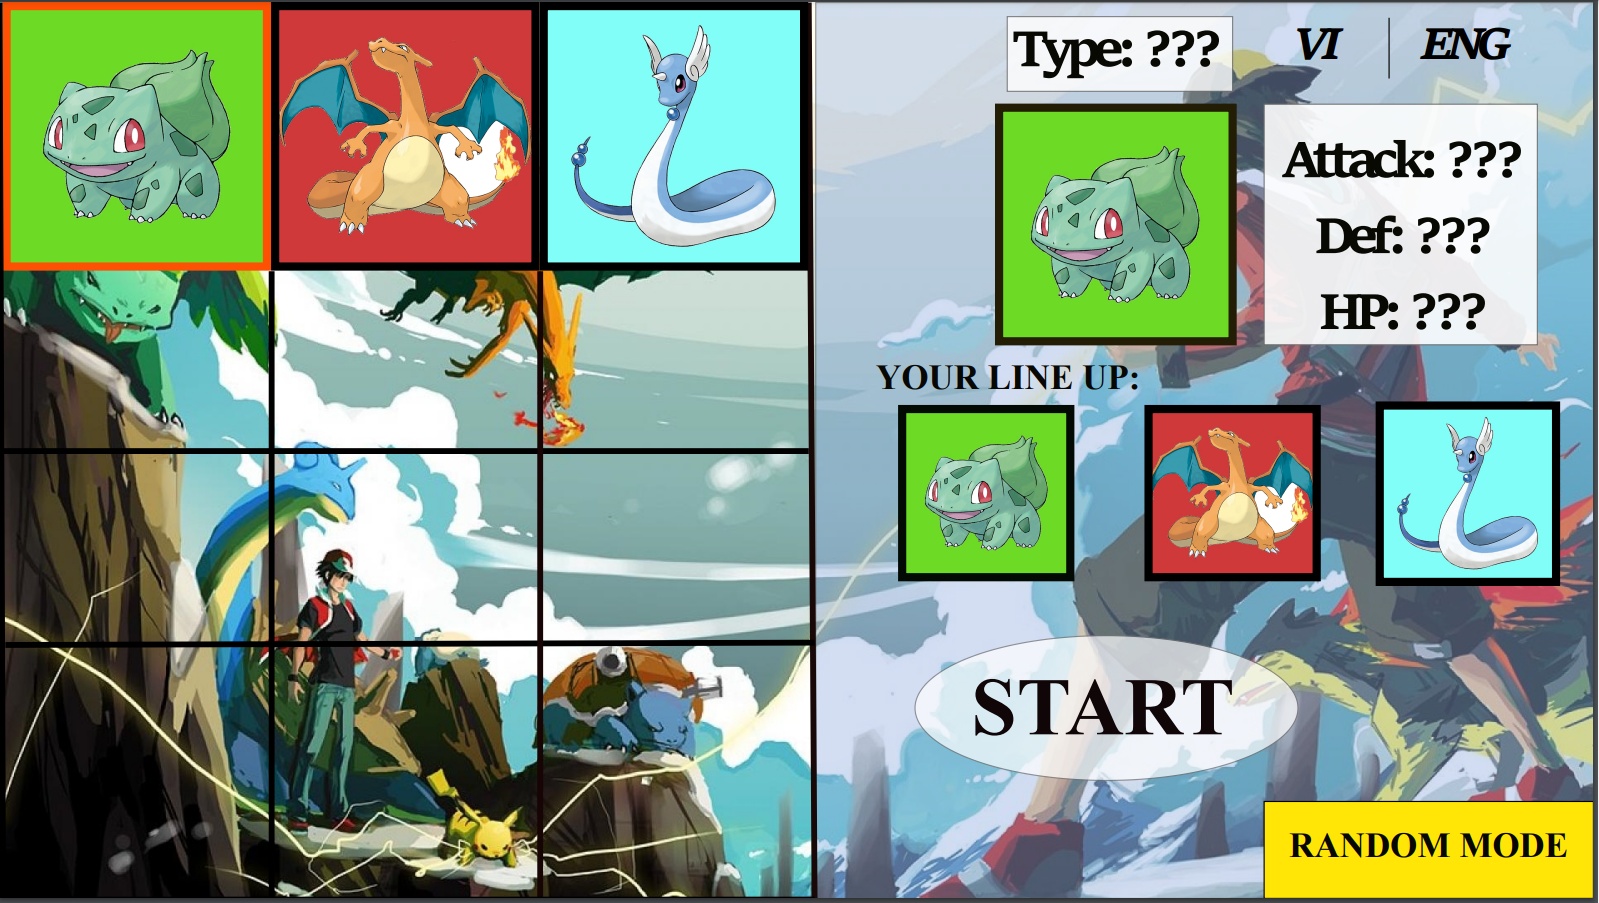 Type: ???
VI | ENG
Attack: ???
Def: ???
HP: ???
YOUR LINE UP:
START
RANDOM MODE